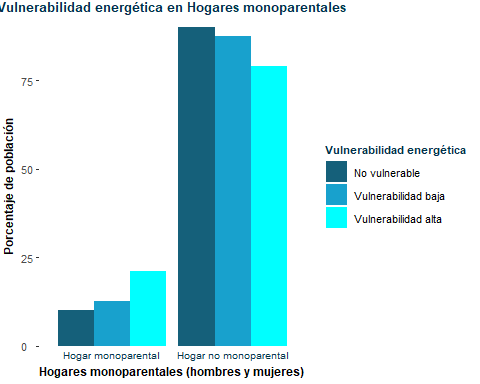 Vulnerabilidad energética en Hogares monoparentales
Porcentaje de población
75
50
25
0
Hogar monoparental
Hogar no monoparental
Hogares monoparentales (hombres y mujeres)
Vulnerabilidad energética
No vulnerable
Vulnerabilidad baja
Vulnerabilidad alta